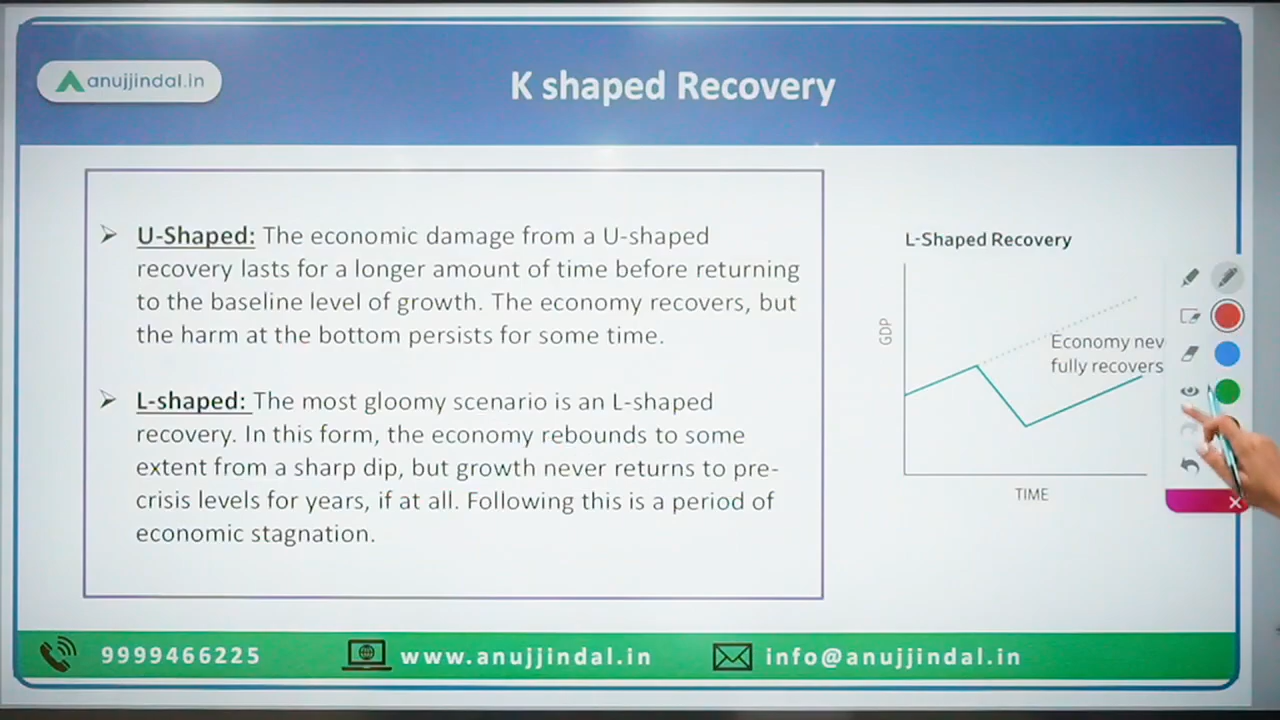 anujjindal.in
K shaped Recovery
➢ U-Shaped: The economic damage from a U-shaped
recovery lasts for a longer amount of time before returning
to the baseline level of growth. The economy recovers, but
the harm at the bottom persists for some time.
➢ L-shaped: The most gloomy scenario is an L-shaped
recovery. In this form, the economy rebounds to some
extent from a sharp dip, but growth never returns to pre-
crisis levels for years, if at all. Following this is a period of
economic stagnation.
L-Shaped Recovery
GDP
Economy nev
fully recovers
TIME
9999466225
www.anujjindal.in
info@anujjindal.in